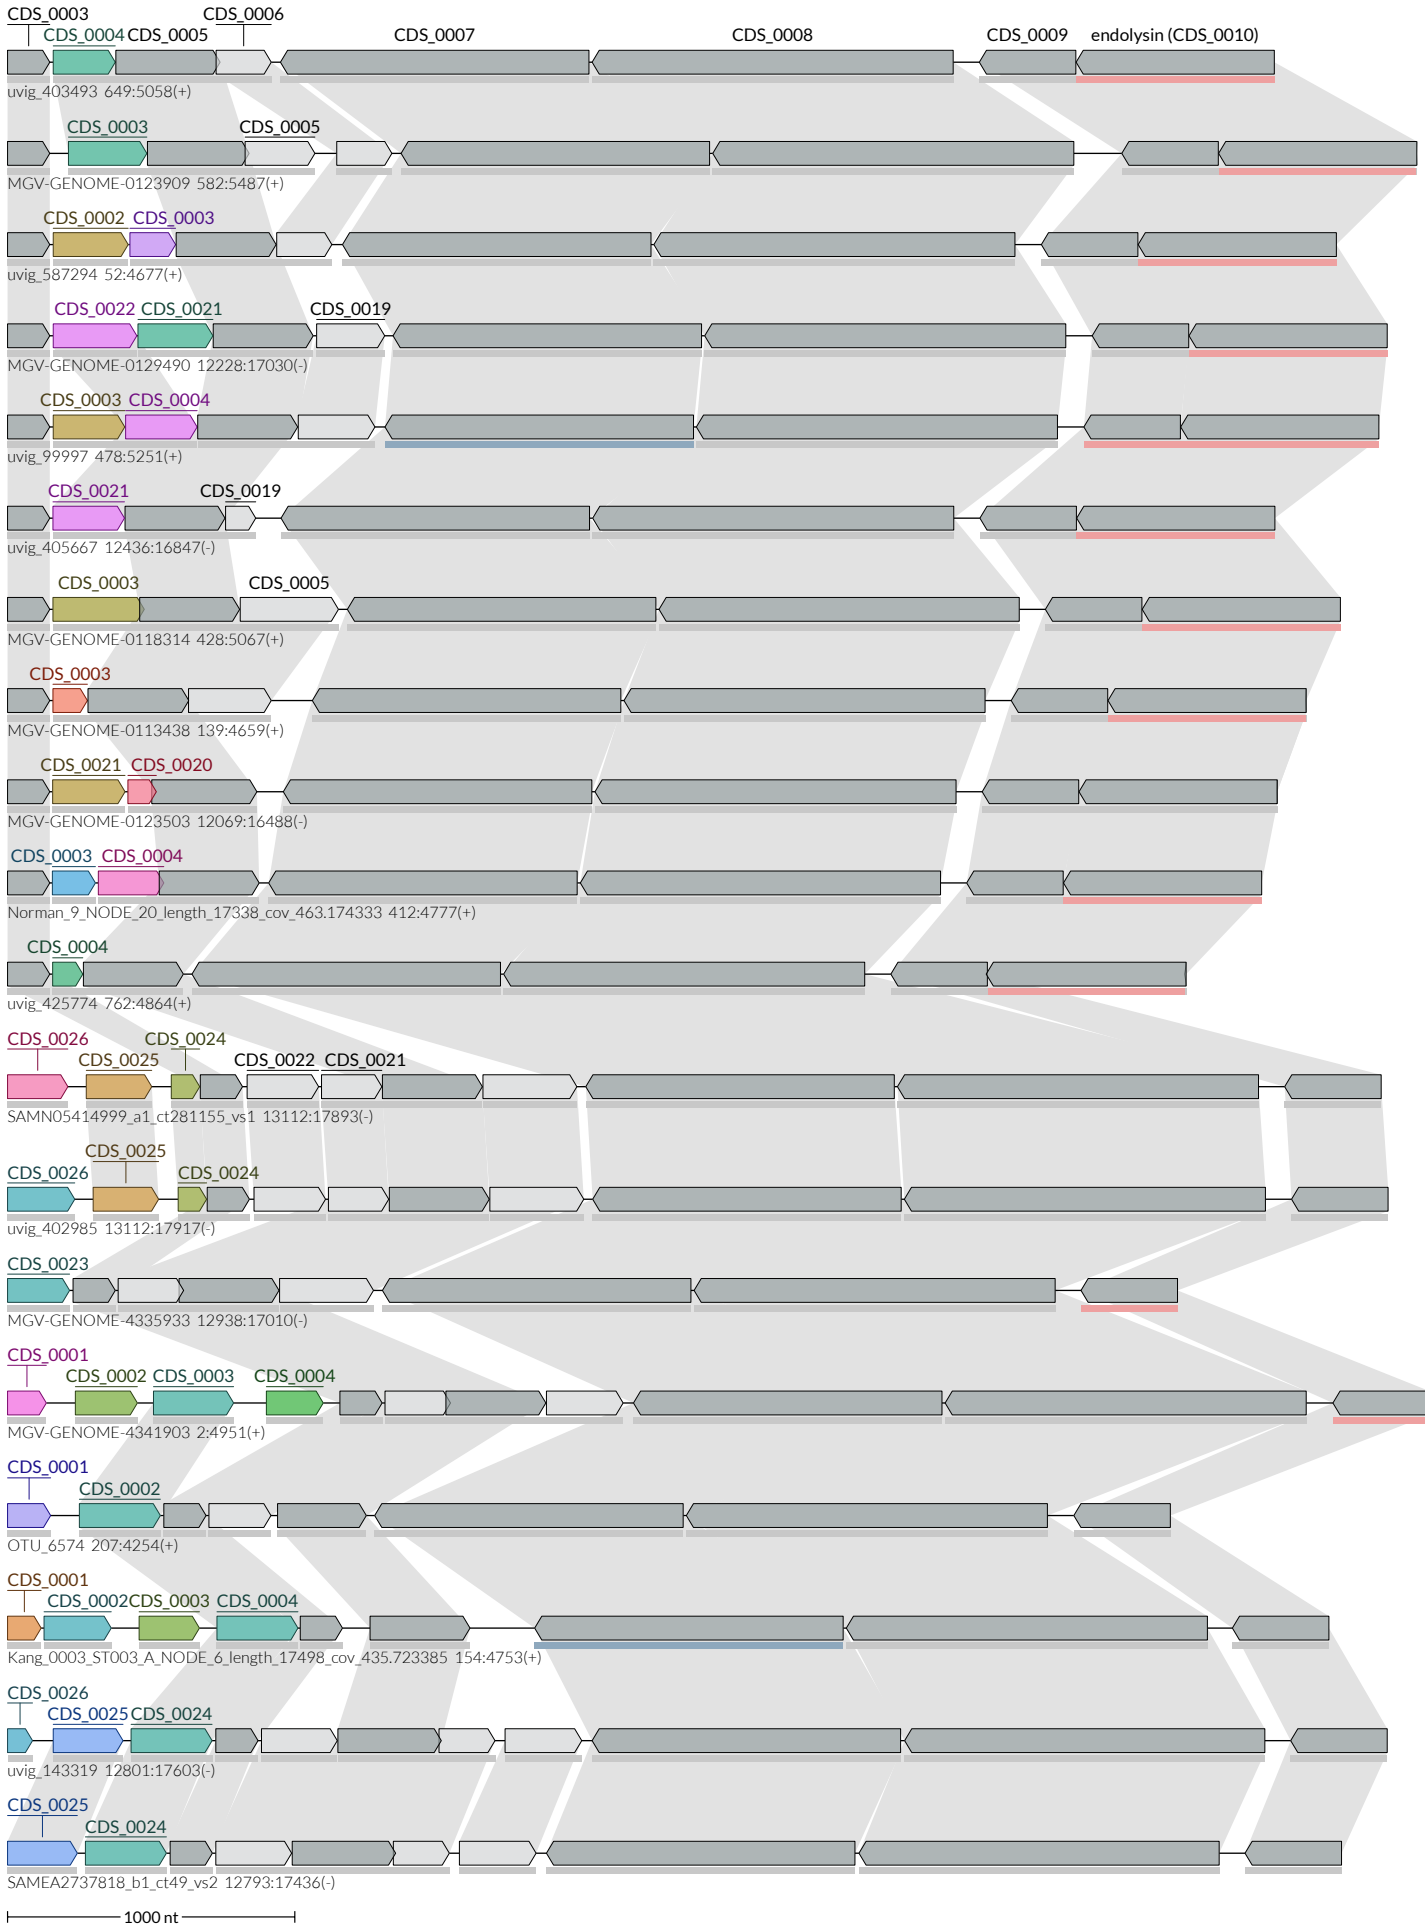 CDS_0003 CDS_0006
CDS_0004 CDS_0005 CDS_0007 CDS_0008 CDS_0009 endolysin (CDS_0010)
uvig_403493 649:5058(+)
CDS_0003 CDS_0005
MGV-GENOME-0123909 582:5487(+)
CDS_0002 CDS_0003
uvig_587294 52:4677(+)
CDS_0022 CDS_0021 CDS_0019
MGV-GENOME-0129490 12228:17030(-)
CDS_0003 CDS_0004
uvig_99997 478:5251(+)
CDS_0021 CDS_0019
uvig_405667 12436:16847(-)
CDS_0003 CDS_0005
MGV-GENOME-0118314 428:5067(+)
CDS_0003
MGV-GENOME-0113438 139:4659(+)
CDS_0021 CDS_0020
MGV-GENOME-0123503 12069:16488(-)
CDS_0003 CDS_0004
Norman_9_NODE_20_length_17338_cov_463.174333 412:4777(+)
CDS_0004
uvig_425774 762:4864(+)
CDS_0026 CDS_0024
CDS_0025 CDS_0022 CDS_0021
SAMN05414999_a1_ct281155_vs1 13112:17893(-)
CDS_0025
CDS_0026 CDS_0024
uvig_402985 13112:17917(-)
CDS_0023
MGV-GENOME-4335933 12938:17010(-)
CDS_0001
CDS_0002 CDS_0003 CDS_0004
MGV-GENOME-4341903 2:4951(+)
CDS_0001
CDS_0002
OTU_6574 207:4254(+)
CDS_0001
CDS_0002 CDS_0003 CDS_0004
Kang_0003_ST003_A_NODE_6_length_17498_cov_435.723385 154:4753(+)
CDS_0026
CDS_0025 CDS_0024
uvig_143319 12801:17603(-)
CDS_0025
CDS_0024
SAMEA2737818_b1_ct49_vs2 12793:17436(-)
1000 nt